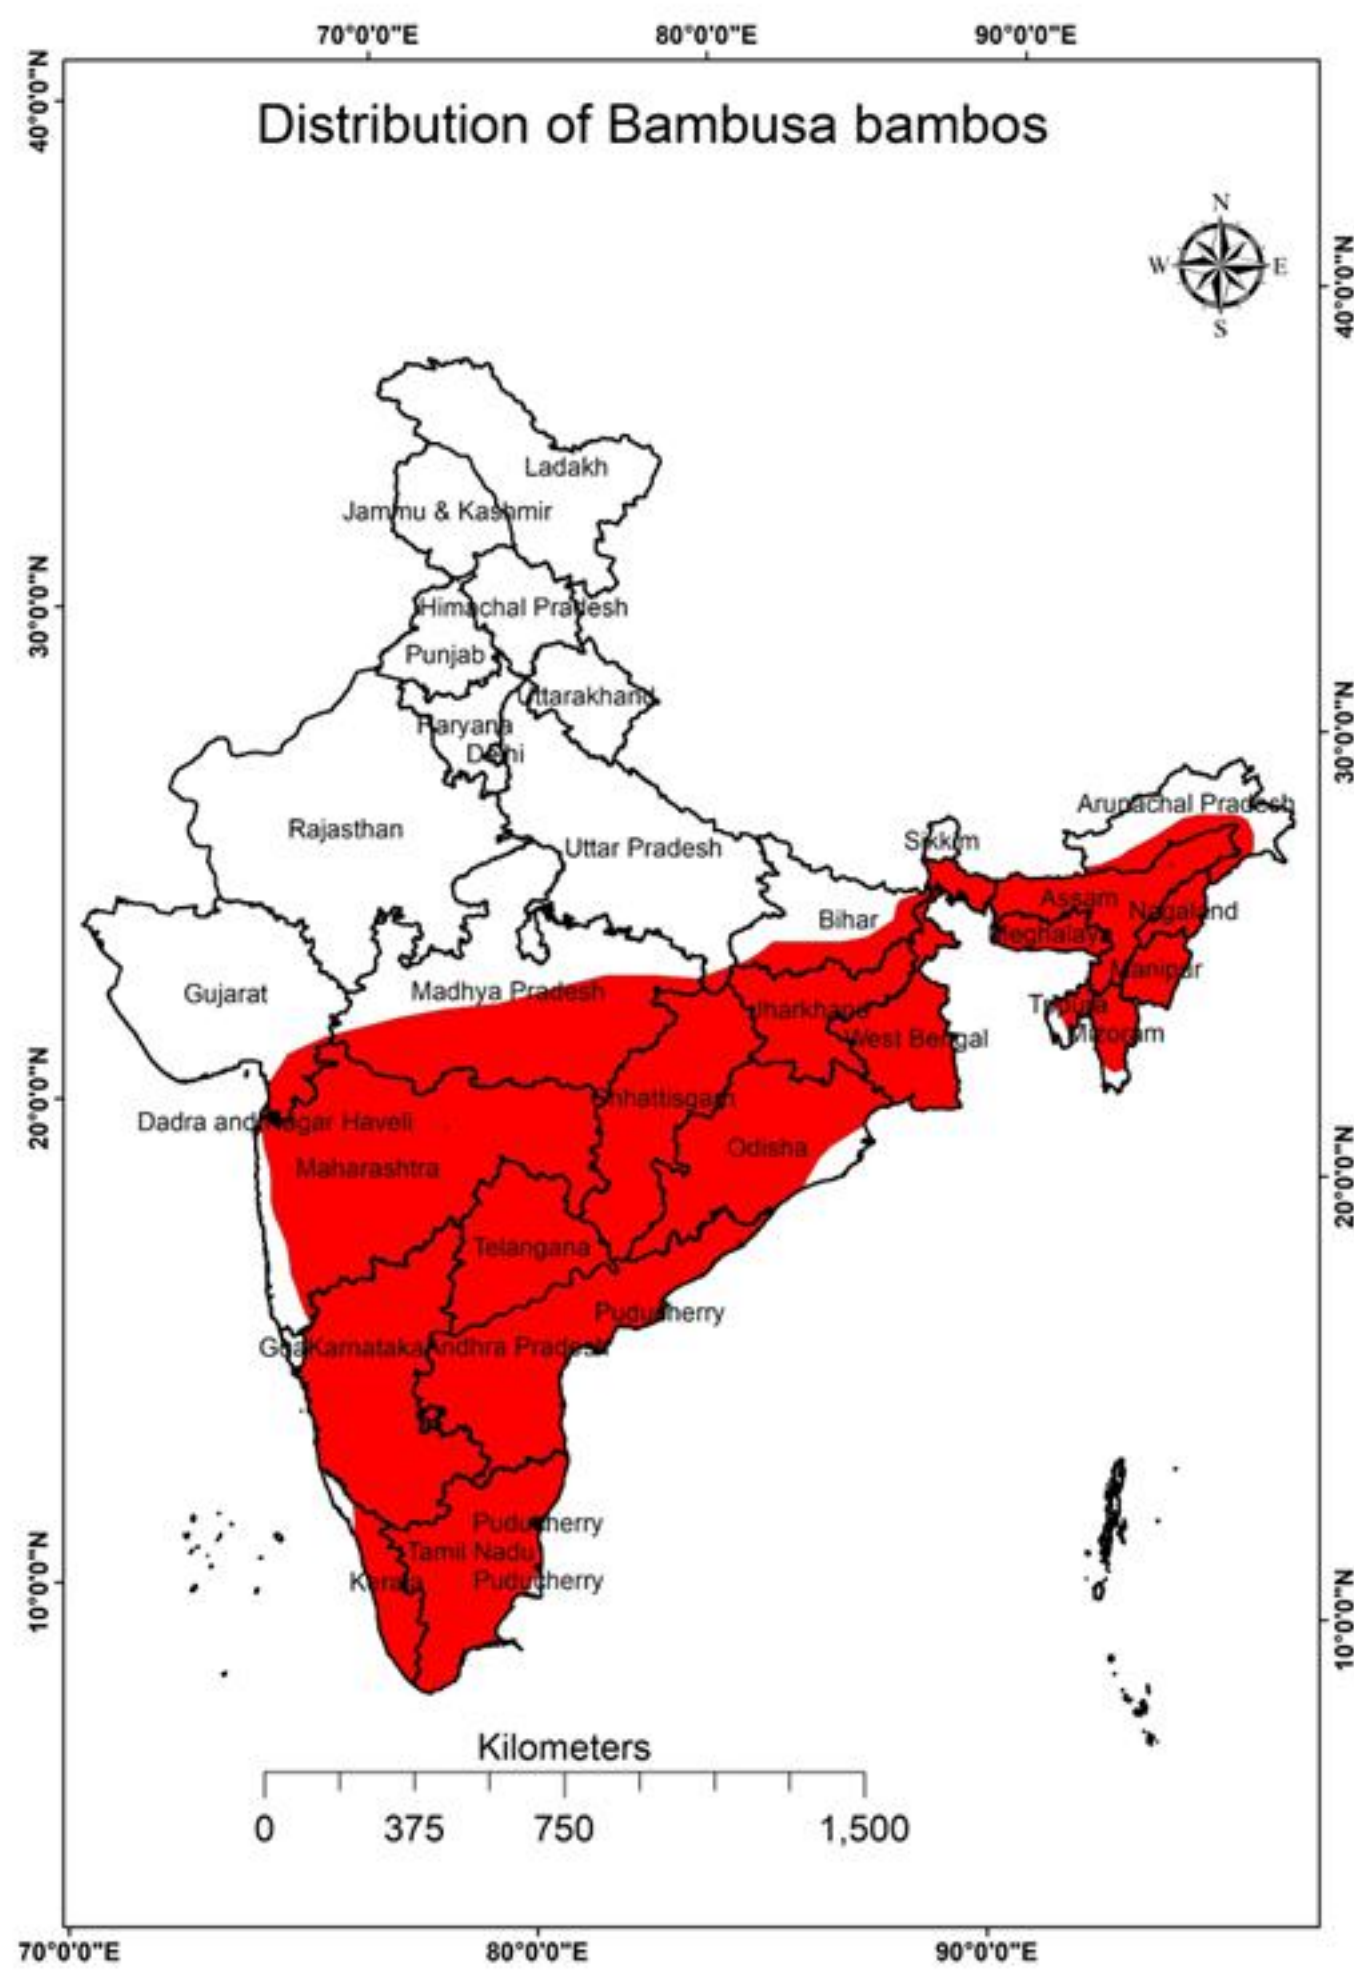 70°0'0"E 80°0'0"E 90°0'0"E
40°0'0"N
Distribution of Bambusa bambos
N
W E
S
40°0'0"N
Ladakh
Jammu & Kashmir
30°0'0"N
Himachal Pradesh
Punjab
Uttarakhand
30°0'0"N
Haryana
Delhi
Arunachal Pradesh
Rajasthan
Sikkim
Uttar Pradesh
Assam
Nagaland
Bihar
Meghalaya
Manipur
Gujarat
Madhya Pradesh
Tripura
Jharkhand
Mizoram
West Bengal
20°0'0"N
Chhattisgarh
Dadra and Nagar Haveli
Odisha
Maharashtra
20°0'0"N
Telangana
Puducherry
Goa Karnataka Andhra Pradesh
Puducherry
Tamil Nadu
10°0'0"N
Kerala
Puducherry
10°0'0"N
Kilometers
0 375 750 1,500
70°0'0"E 80°0'0"E 90°0'0"E